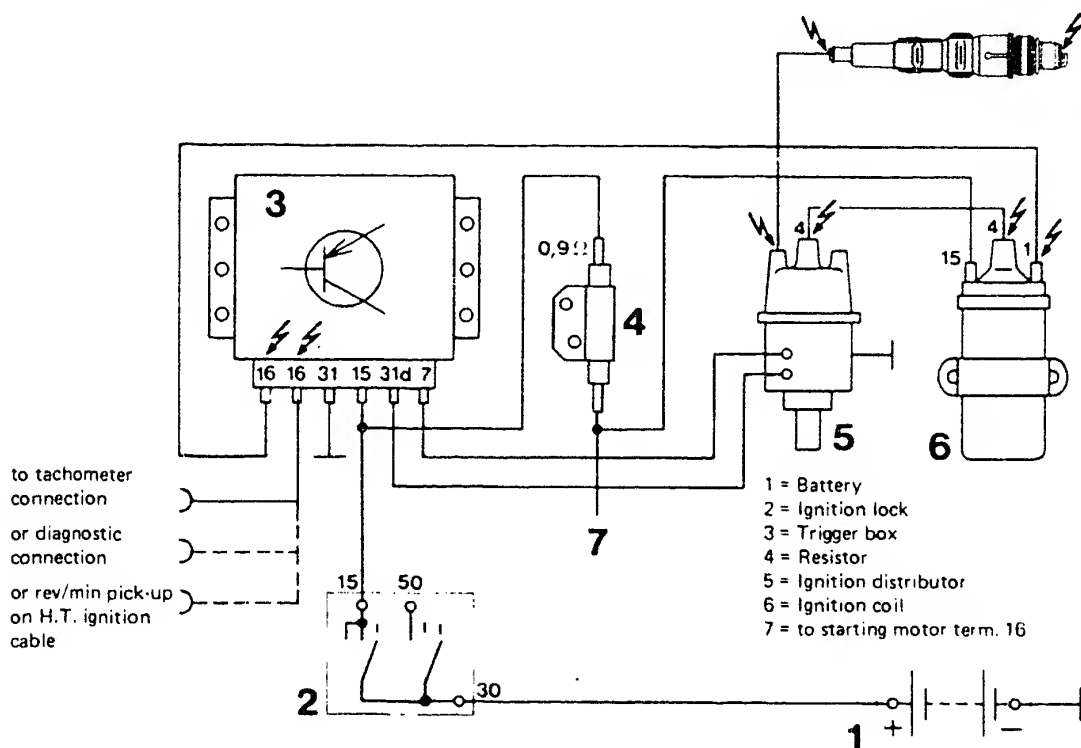 3
0,9Ω
4
4
15
4
1
16 16 31 15 31d 7
5
6
to tachometer
connection
or diagnostic
connection
or rev/min pick-up
on H.T. ignition
cable
7
1 = Battery
2 = Ignition lock
3 = Trigger box
4 = Resistor
5 = Ignition distributor
6 = Ignition coil
7 = to starting motor term. 16
15 50
2
30
1
+ −